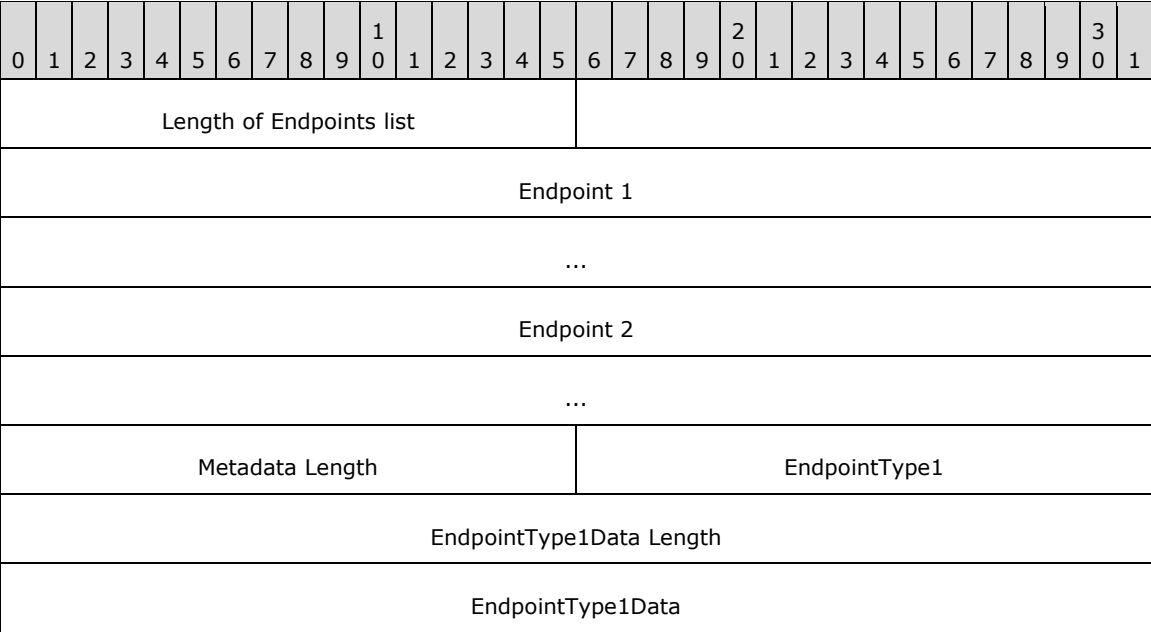 1 2 3
0 1 2 3 4 5 6 7 8 9 0 1 2 3 4 5 6 7 8 9 0 1 2 3 4 5 6 7 8 9 0 1
Length of Endpoints list
Endpoint 1
...
Endpoint 2
...
Metadata Length EndpointType1
EndpointType1Data Length
EndpointType1Data